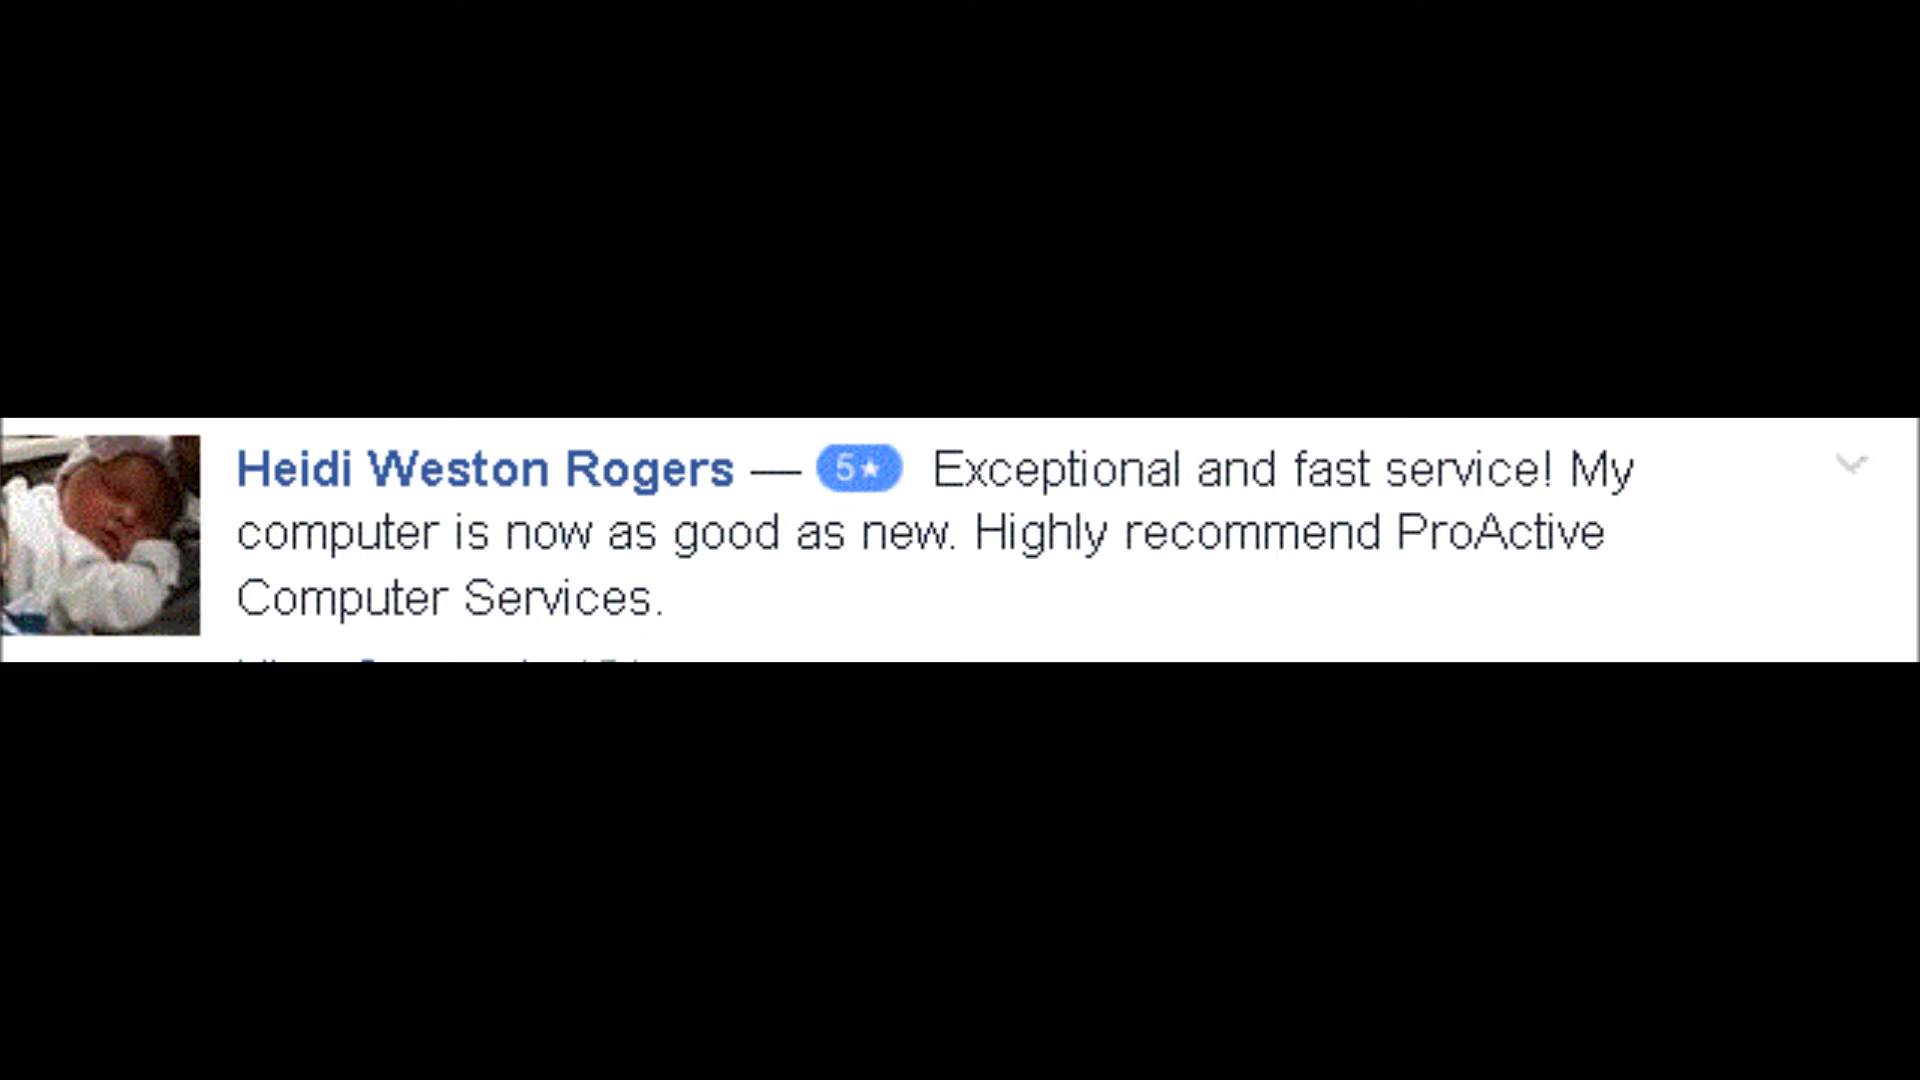 Heidi Weston Rogers — 5★ Exceptional and fast service! My
computer is now as good as new. Highly recommend ProActive
Computer Services.